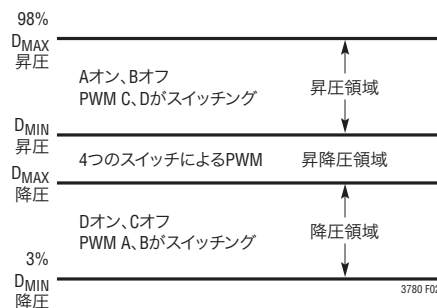 98%
DMAX
昇圧
Aオン、Bオフ
PWM C、Dがスイッチング
昇圧領域
DMIN
昇圧
4つのスイッチによるPWM
昇降圧領域
DMAX
降圧
Dオン、Cオフ
PWM A、Bがスイッチング
降圧領域
3%
DMIN
降圧
3780 F02